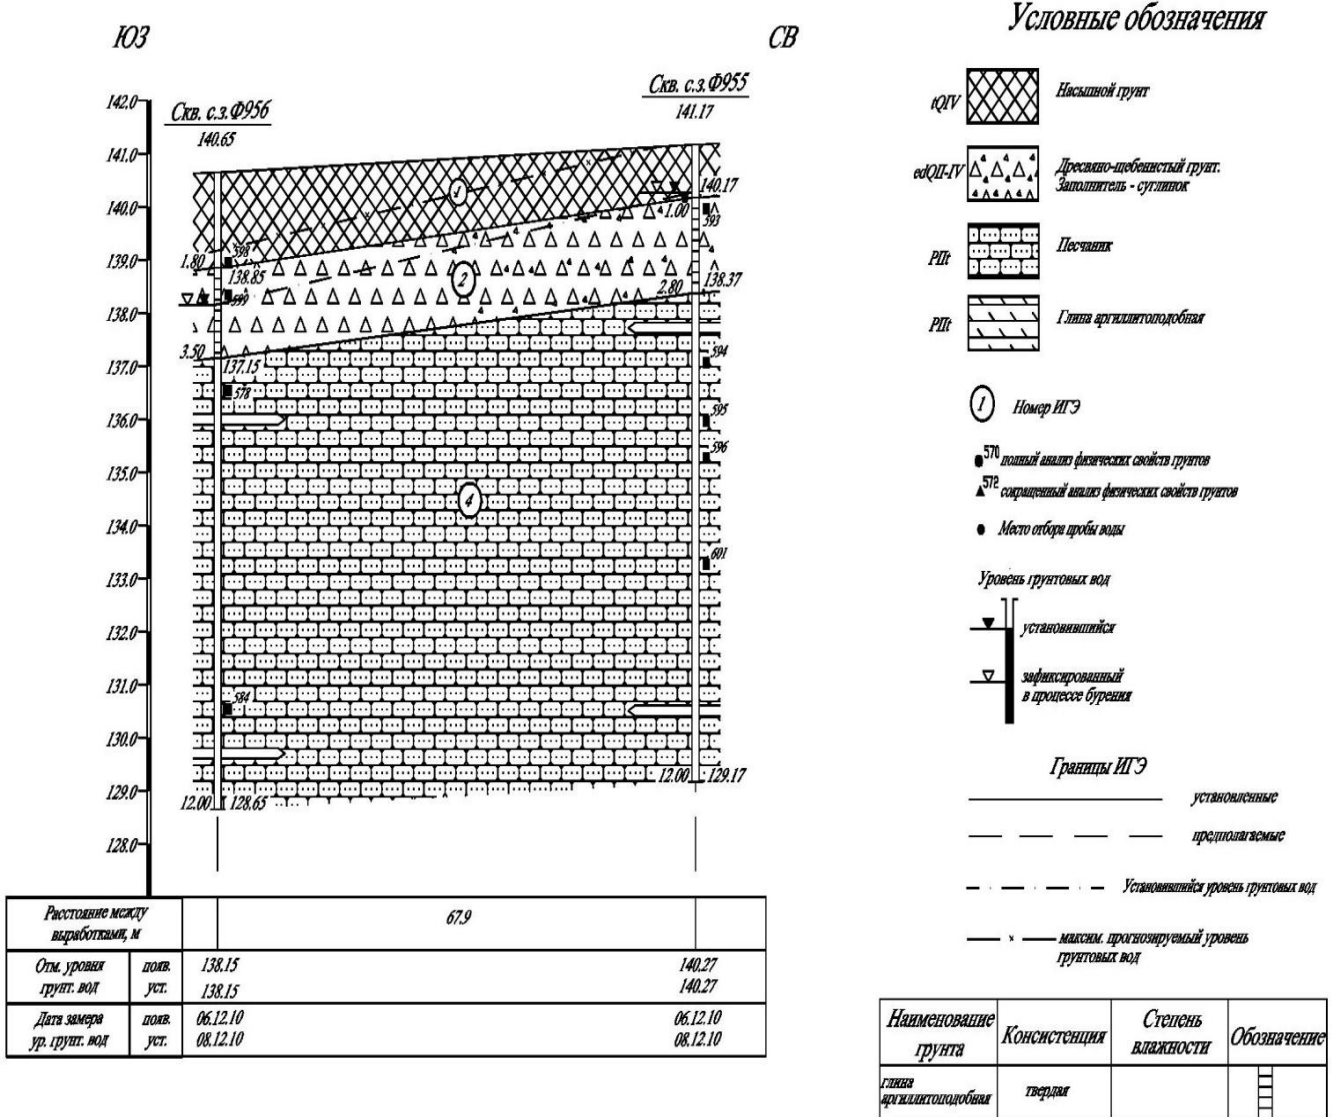 ЮЗ
СВ
Скв. с.з.Ф956
140.65
Скв. с.з.Ф955
141.17
142.0
141.0
140.0
139.0
138.0
137.0
136.0
135.0
134.0
133.0
132.0
131.0
130.0
129.0
128.0
1
140.17
1.00
593
598
1.80
138.85
599
2
2.80
138.37
3.50
137.15
578
594
595
596
4
601
584
12.00
129.17
12.00
128.65
Расстояние между
выработками, м
67.9
Отм. уровня
грунт. вод
появ.
уст.
138.15
138.15
140.27
140.27
Дата замера
ур. грунт. вод
появ.
уст.
06.12.10
08.12.10
06.12.10
08.12.10
Условные обозначения
tQIV
Насыпной грунт
edQII-IV
Дресвяно-щебенистый грунт.
Заполнитель - суглинок
PIIt
Песчаник
PIIt
Глина аргиллитоподобная
1
Номер ИГЭ
570 полный анализ физических свойств грунтов
572 сокращенный анализ физических свойств грунтов
Место отбора пробы воды
Уровень грунтовых вод
установившийся
зафиксированный
в процессе бурения
Границы ИГЭ
установленные
предполагаемые
Установившийся уровень грунтовых вод
максим. прогнозируемый уровень
грунтовых вод
Наименование
грунта
Консистенция
Степень
влажности
Обозначение
глина
аргиллитоподобная
твердая